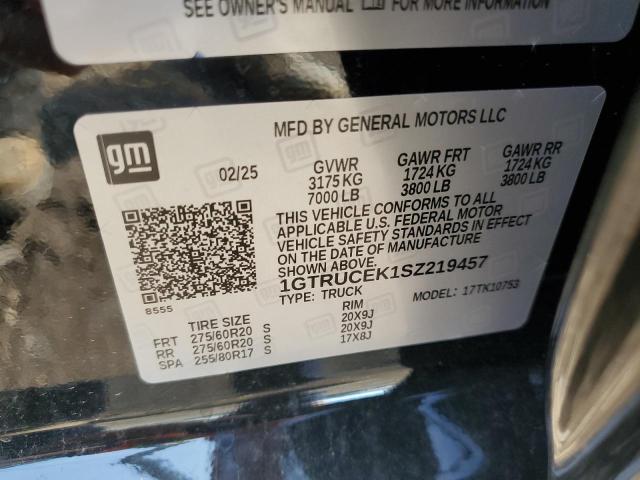 SEE OWNER'S MANUAL FOR MORE INFORMATION
gm
MFD BY GENERAL MOTORS LLC
02/25 GVWR GAWR FRT GAWR RR
3175 KG 1724 KG 1724 KG
7000 LB 3800 LB 3800 LB
THIS VEHICLE CONFORMS TO ALL
APPLICABLE U.S. FEDERAL MOTOR
VEHICLE SAFETY STANDARDS IN EFFECT
ON THE DATE OF MANUFACTURE
SHOWN ABOVE.
1GTRUCEK1SZ219457
TYPE: TRUCK MODEL: 17TK10753
8555
TIRE SIZE RIM
FRT 275/60R20 S 20X9J
RR 275/60R20 S 20X9J
SPA 255/80R17 S 17X8J